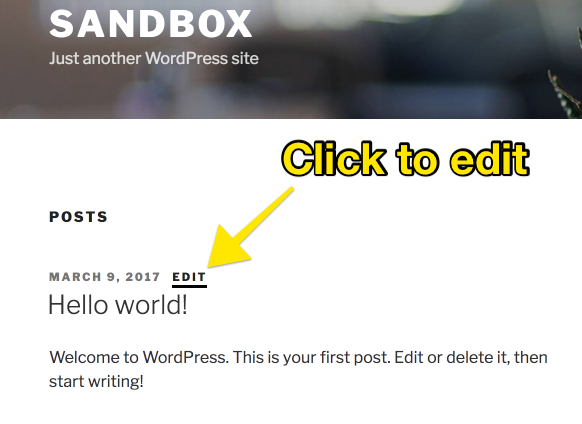 SANDBOX
Just another WordPress site
Click to edit
POSTS
MARCH 9, 2017 EDIT
Hello world!
Welcome to WordPress. This is your first post. Edit or delete it, then
start writing!